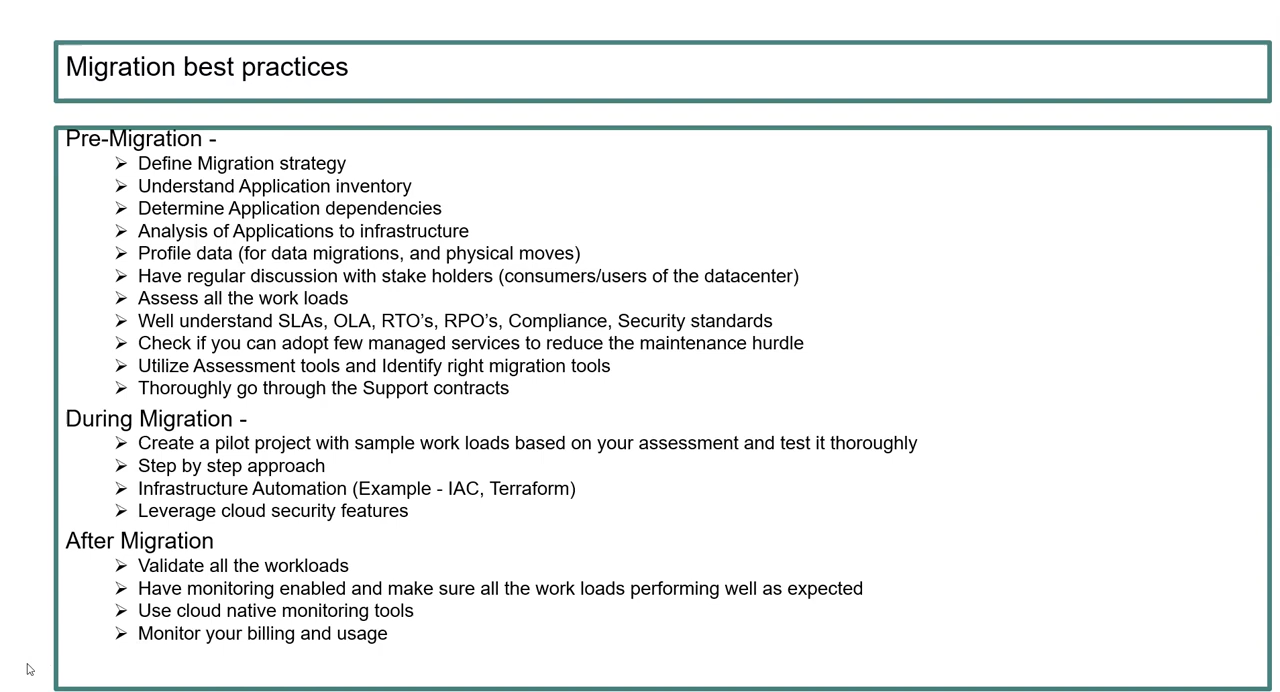 Migration best practices
Pre-Migration -
➢ Define Migration strategy
➢ Understand Application inventory
➢ Determine Application dependencies
➢ Analysis of Applications to infrastructure
➢ Profile data (for data migrations, and physical moves)
➢ Have regular discussion with stake holders (consumers/users of the datacenter)
➢ Assess all the work loads
➢ Well understand SLAs, OLA, RTO’s, RPO’s, Compliance, Security standards
➢ Check if you can adopt few managed services to reduce the maintenance hurdle
➢ Utilize Assessment tools and Identify right migration tools
➢ Thoroughly go through the Support contracts
During Migration -
➢ Create a pilot project with sample work loads based on your assessment and test it thoroughly
➢ Step by step approach
➢ Infrastructure Automation (Example - IAC, Terraform)
➢ Leverage cloud security features
After Migration
➢ Validate all the workloads
➢ Have monitoring enabled and make sure all the work loads performing well as expected
➢ Use cloud native monitoring tools
➢ Monitor your billing and usage